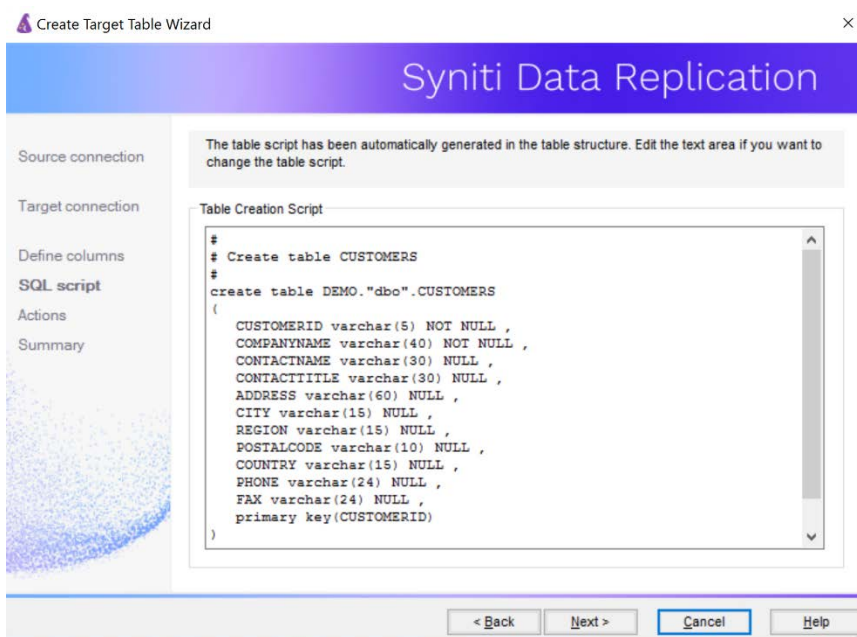 Create Target Table Wizard
Syniti Data Replication
Source connection
Target connection
Define columns
SQL script
Actions
Summary
The table script has been automatically generated in the table structure. Edit the text area if you want to
change the table script.
Table Creation Script
#
# Create table CUSTOMERS
#
create table DEMO."dbo".CUSTOMERS
(
CUSTOMERID varchar(5) NOT NULL ,
COMPANYNAME varchar(40) NOT NULL ,
CONTACTNAME varchar(30) NULL ,
CONTACTTITLE varchar(30) NULL ,
ADDRESS varchar(60) NULL ,
CITY varchar(15) NULL ,
REGION varchar(15) NULL ,
POSTALCODE varchar(10) NULL ,
COUNTRY varchar(15) NULL ,
PHONE varchar(24) NULL ,
FAX varchar(24) NULL ,
primary key(CUSTOMERID)
)
< Back Next > Cancel Help